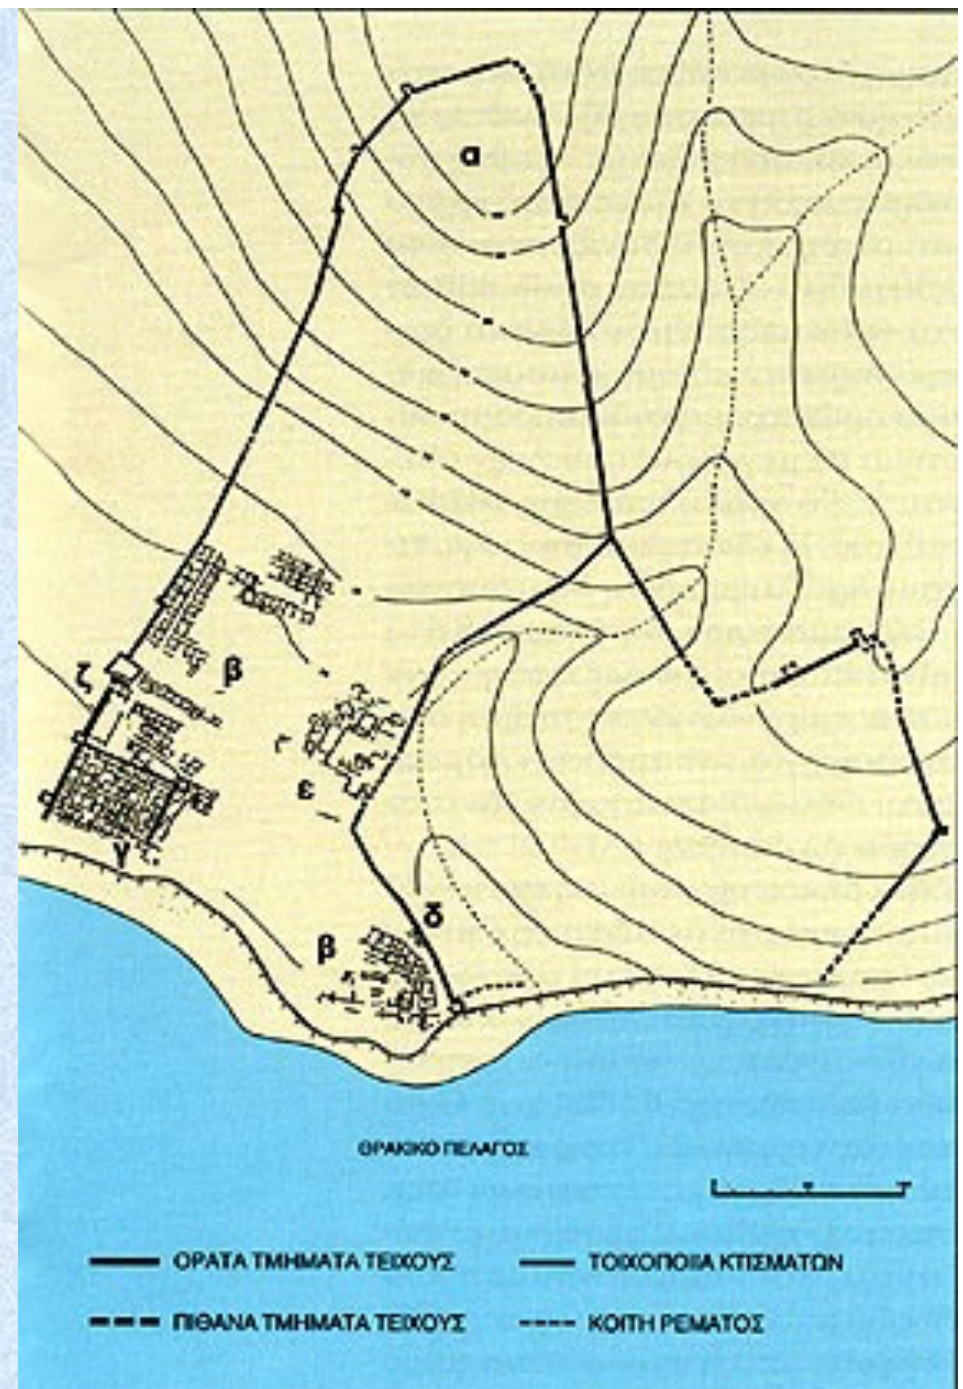 α
ζ
β
ε
γ
δ
β
ΘΡΑΚΙΚΟ ΠΕΛΑΓΟΣ
ΟΡΑΤΑ ΤΜΗΜΑΤΑ ΤΕΙΧΟΥΣ
ΤΟΙΧΟΠΟΙΙΑ ΚΤΙΣΜΑΤΩΝ
ΠΙΘΑΝΑ ΤΜΗΜΑΤΑ ΤΕΙΧΟΥΣ
ΚΟΙΤΗ ΡΕΜΑΤΟΣ